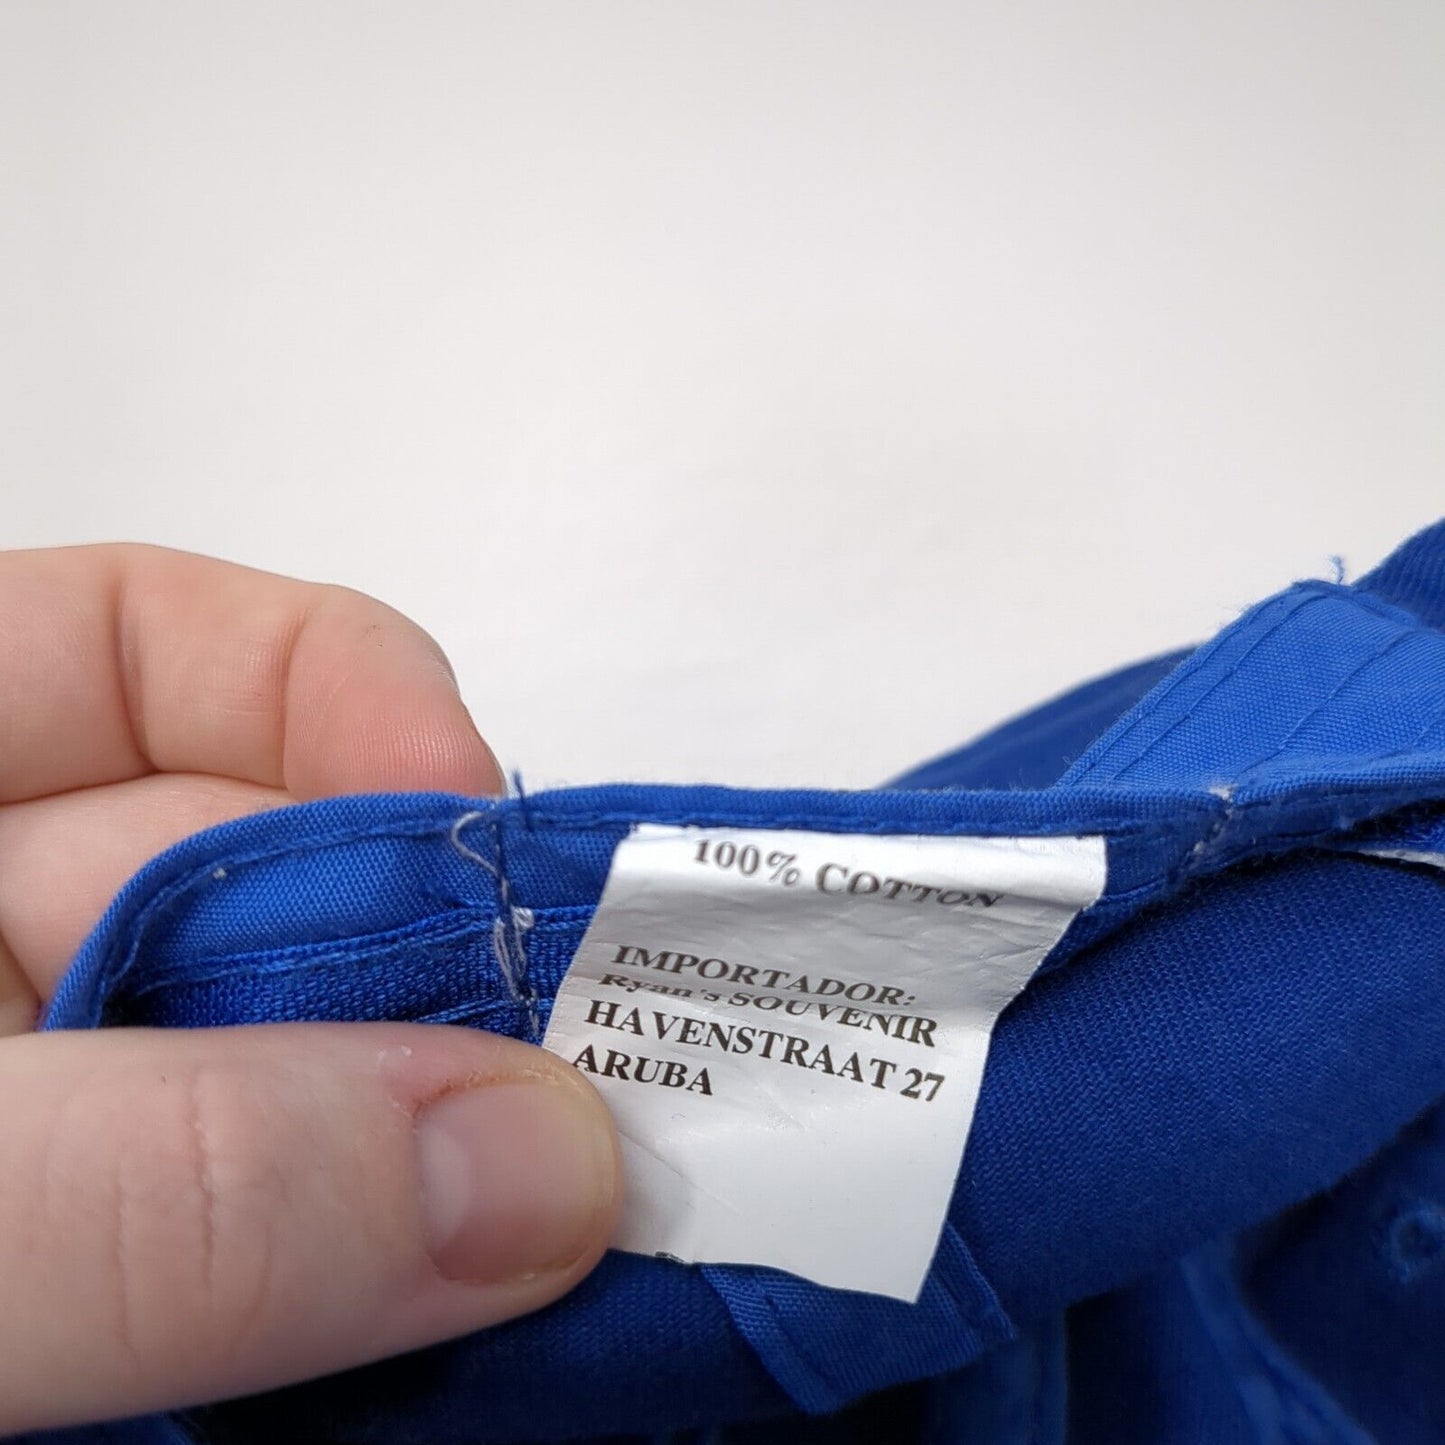 100% COTTON
IMPORTADOR:
Ryan's SOUVENIR
HAVENSTRAAT 27
ARUBA